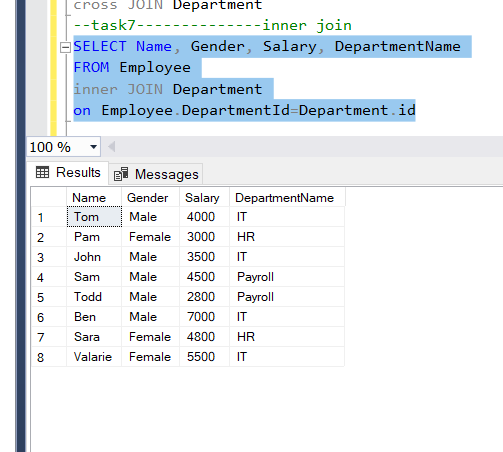 cross JOIN Department
--task7--------------inner join
SELECT Name, Gender, Salary, DepartmentName
FROM Employee
inner JOIN Department
on Employee.DepartmentId=Department.id
100 %
Results Messages
Name Gender Salary DepartmentName
1 Tom Male 4000 IT
2 Pam Female 3000 HR
3 John Male 3500 IT
4 Sam Male 4500 Payroll
5 Todd Male 2800 Payroll
6 Ben Male 7000 IT
7 Sara Female 4800 HR
8 Valarie Female 5500 IT